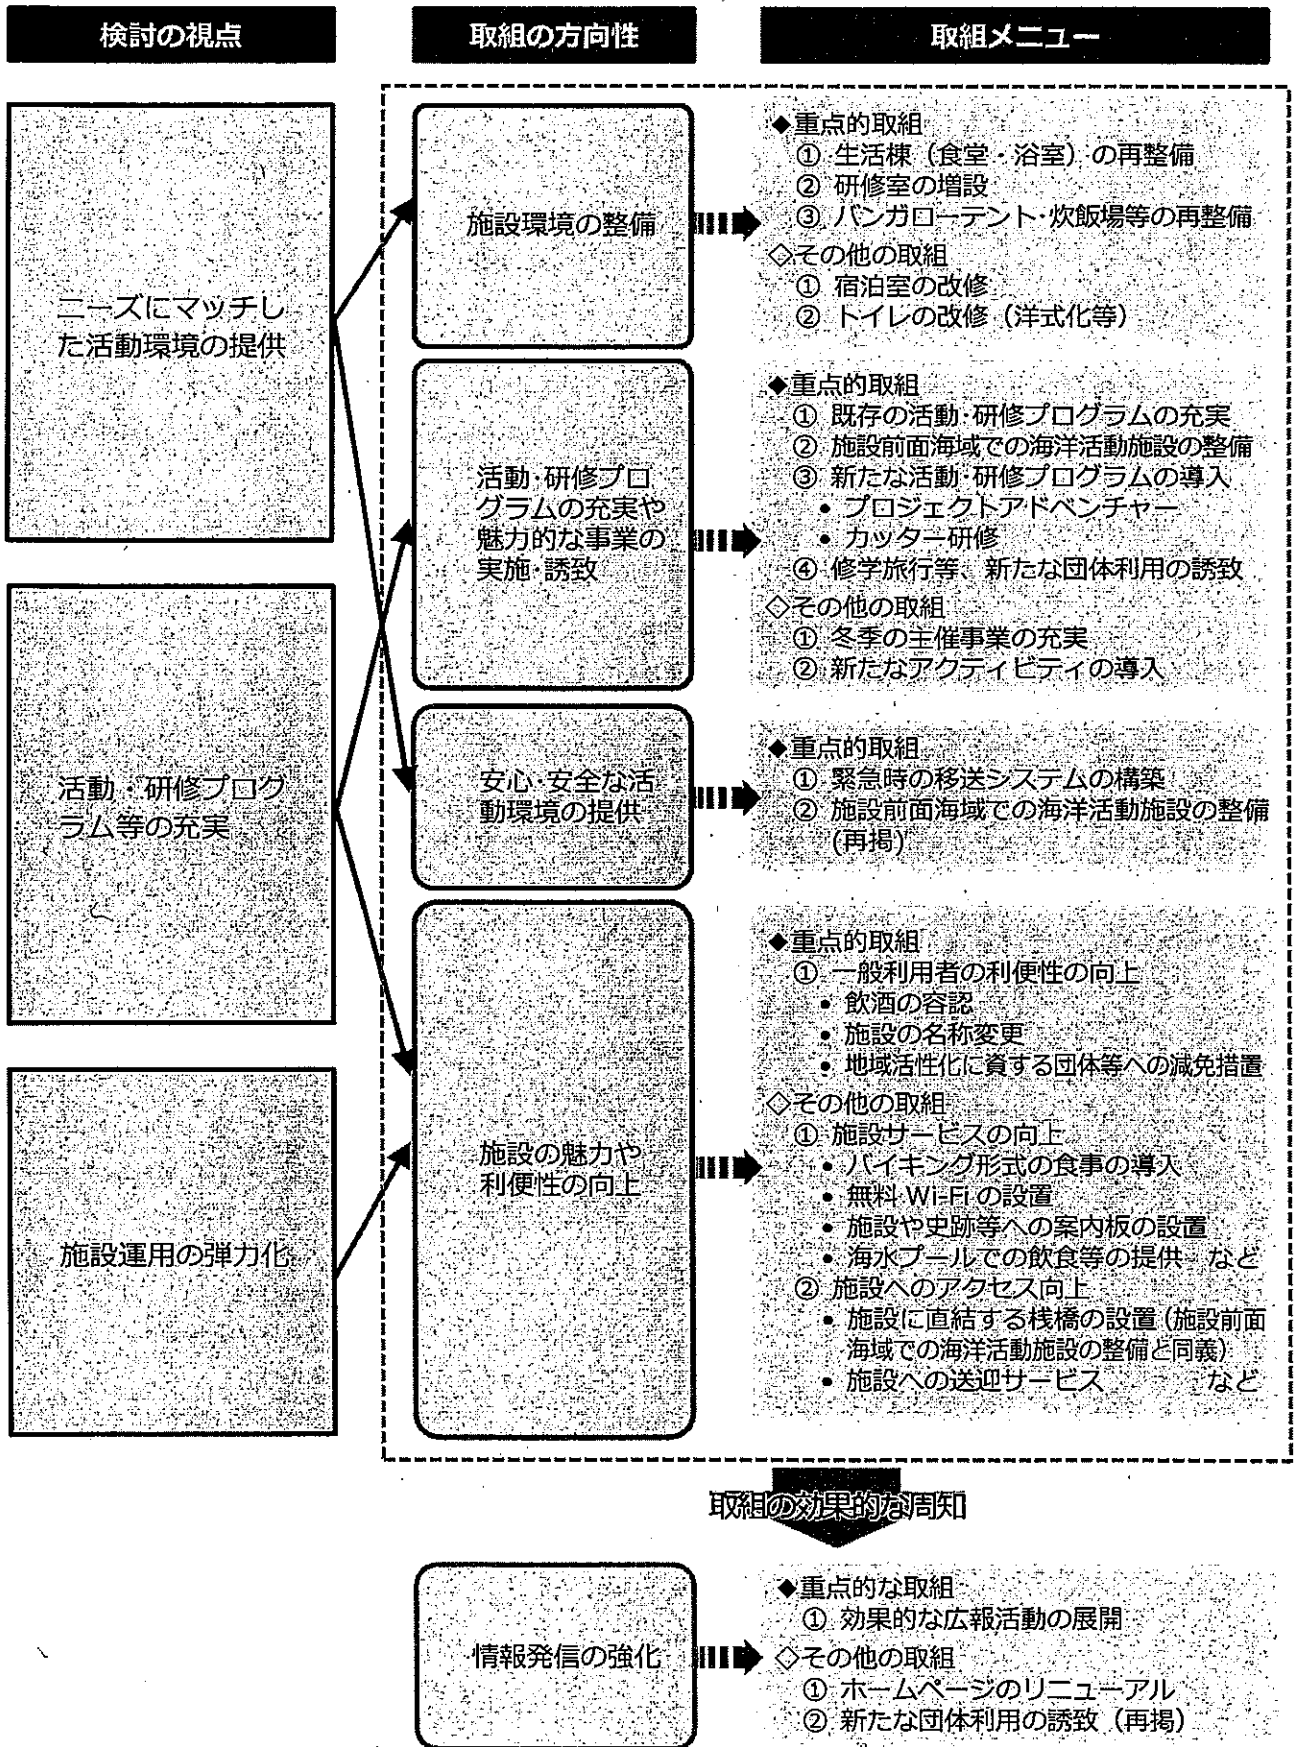 検討の視点
取組の方向性
取組メニュー
ニーズにマッチし
た活動環境の提供
活動・研修プログ
ラム等の充実
施設運用の弾力化
施設環境の整備
◆重点的取組
① 生活棟（食堂・浴室）の再整備
② 研修室の増設
③ バンガローテント・炊飯場等の再整備
◇その他の取組
① 宿泊室の改修
② トイレの改修（洋式化等）
活動・研修プロ
グラムの充実や
魅力的な事業の
実施・誘致
◆重点的取組
① 既存の活動・研修プログラムの充実
② 施設前面海域での海洋活動施設の整備
③ 新たな活動・研修プログラムの導入
• プロジェクトアドベンチャー
• カッター研修
④ 修学旅行等、新たな団体利用の誘致
◇その他の取組
① 冬季の主催事業の充実
② 新たなアクティビティの導入
安心・安全な活
動環境の提供
◆重点的取組
① 緊急時の移送システムの構築
② 施設前面海域での海洋活動施設の整備
(再掲)
施設の魅力や
利便性の向上
◆重点的取組
① 一般利用者の利便性の向上
• 飲酒の容認
• 施設の名称変更
• 地域活性化に資する団体等への減免措置
◇その他の取組
① 施設サービスの向上
• バイキング形式の食事の導入
• 無料 Wi-Fi の設置
• 施設や史跡等への案内板の設置
• 海水プールでの飲食等の提供 など
② 施設へのアクセス向上
• 施設に直結する桟橋の設置（施設前面
海域での海洋活動施設の整備と同義）
• 施設への送迎サービス など
取組の効果的な周知
情報発信の強化
◆重点的な取組
① 効果的な広報活動の展開
◇その他の取組
① ホームページのリニューアル
② 新たな団体利用の誘致（再掲）